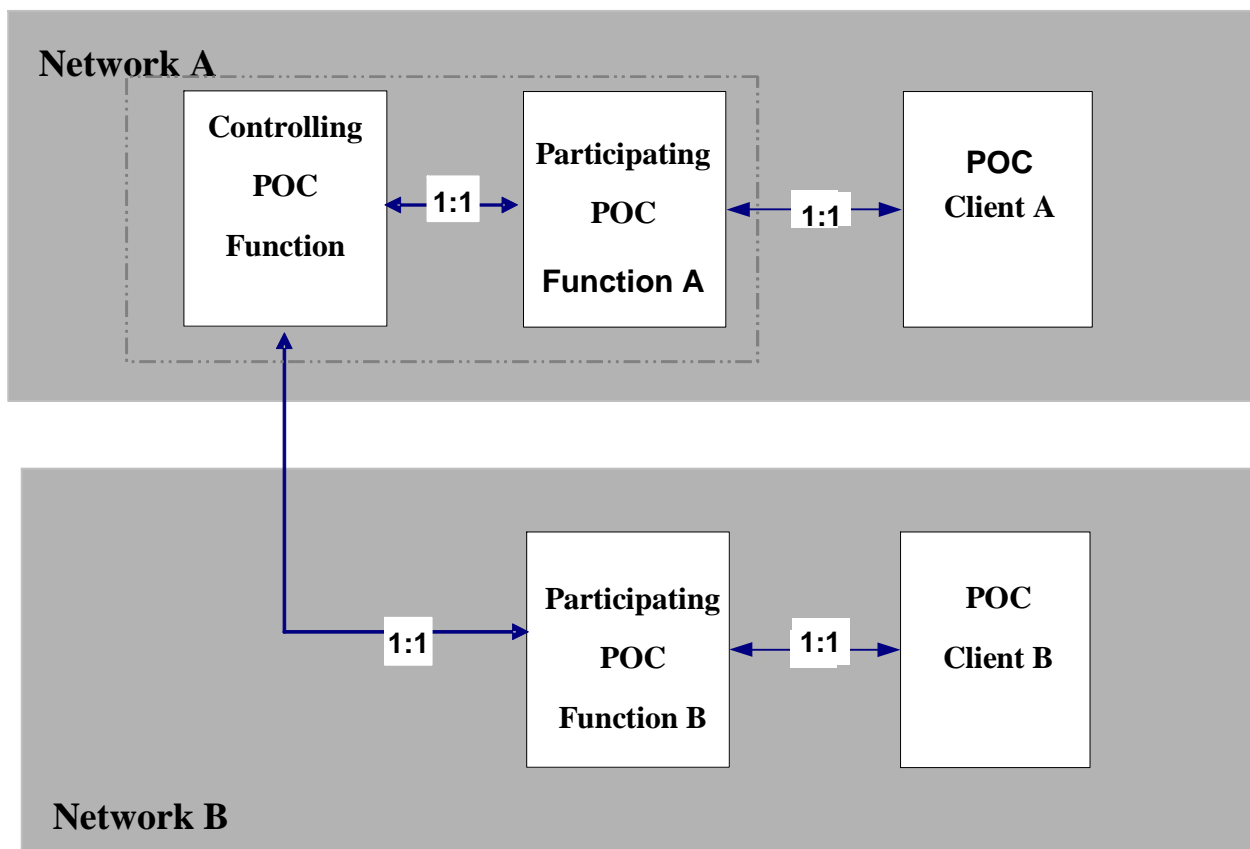 Network A
Controlling
POC
Function
1:1
Participating
POC
Function A
1:1
POC
Client A
1:1
Participating
POC
Function B
1:1
POC
Client B
Network B